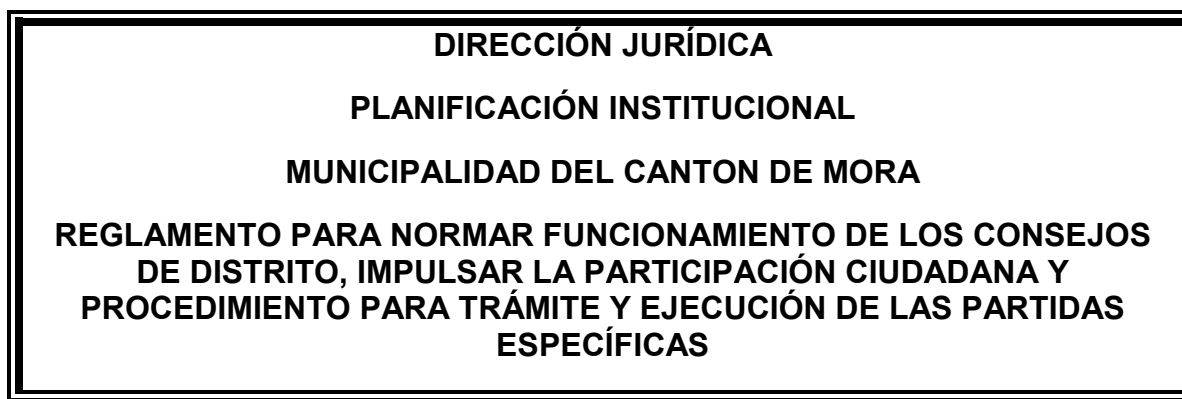 DIRECCIÓN JURÍDICA
PLANIFICACIÓN INSTITUCIONAL
MUNICIPALIDAD DEL CANTON DE MORA
REGLAMENTO PARA NORMAR FUNCIONAMIENTO DE LOS CONSEJOS
DE DISTRITO, IMPULSAR LA PARTICIPACIÓN CIUDADANA Y
PROCEDIMIENTO PARA TRÁMITE Y EJECUCIÓN DE LAS PARTIDAS
ESPECÍFICAS